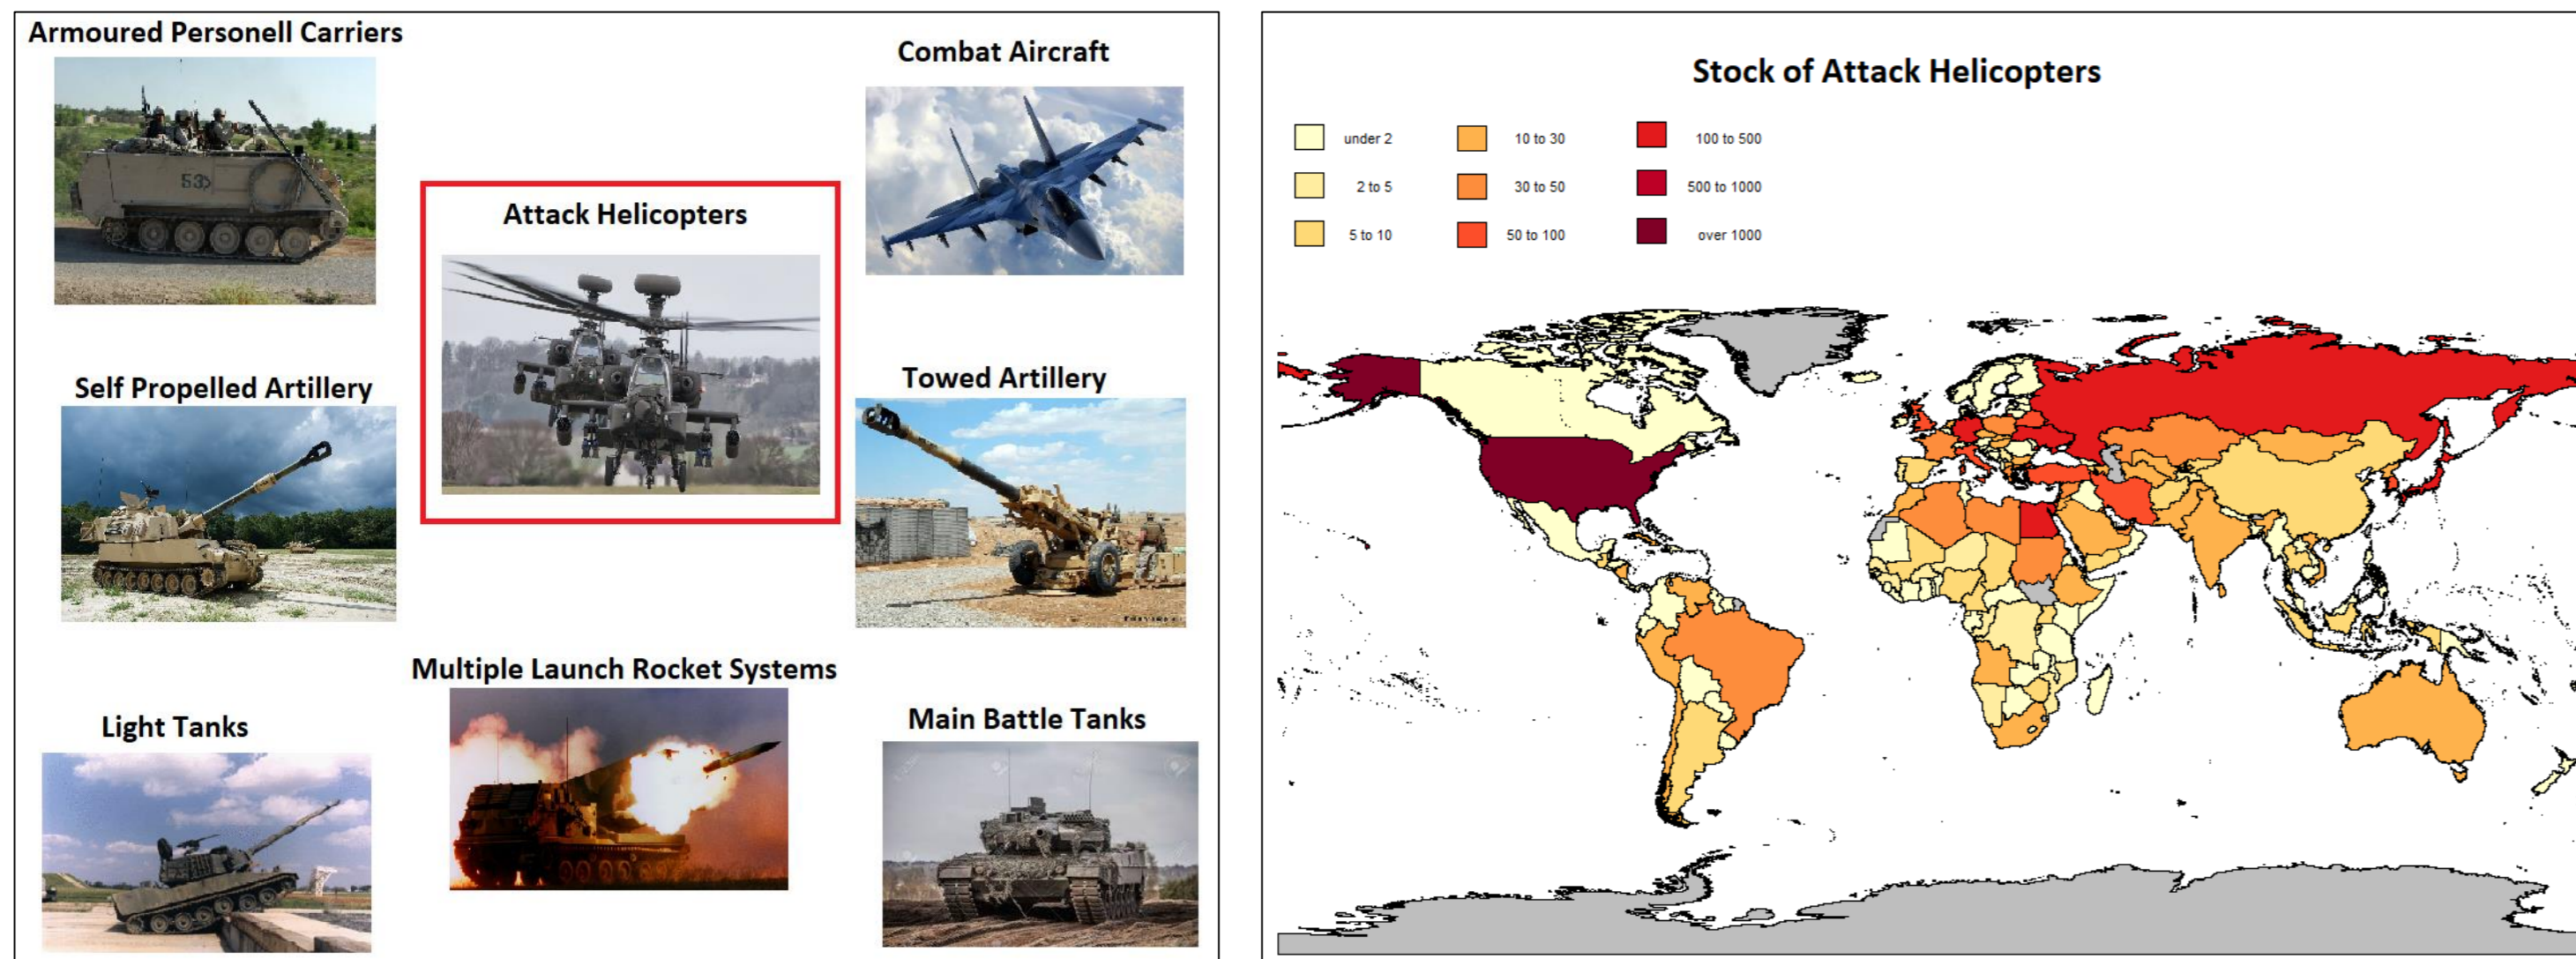 Armoured Personell Carriers
Combat Aircraft
53
Attack Helicopters
Self Propelled Artillery
Towed Artillery
Multiple Launch Rocket Systems
Light Tanks
Main Battle Tanks
Stock of Attack Helicopters
under 2
10 to 30
100 to 500
2 to 5
30 to 50
500 to 1000
5 to 10
50 to 100
over 1000